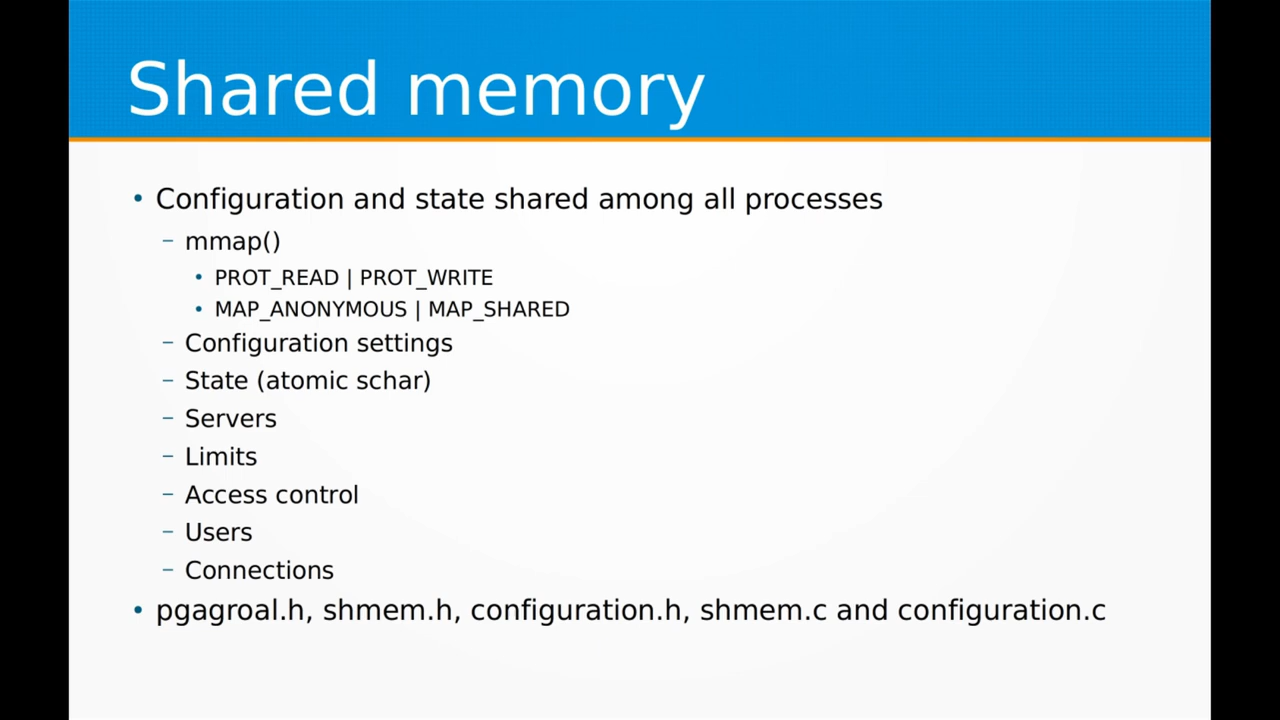 Shared memory
• Configuration and state shared among all processes
– mmap()
• PROT_READ | PROT_WRITE
• MAP_ANONYMOUS | MAP_SHARED
– Configuration settings
– State (atomic schar)
– Servers
– Limits
– Access control
– Users
– Connections
• pgagroal.h, shmem.h, configuration.h, shmem.c and configuration.c